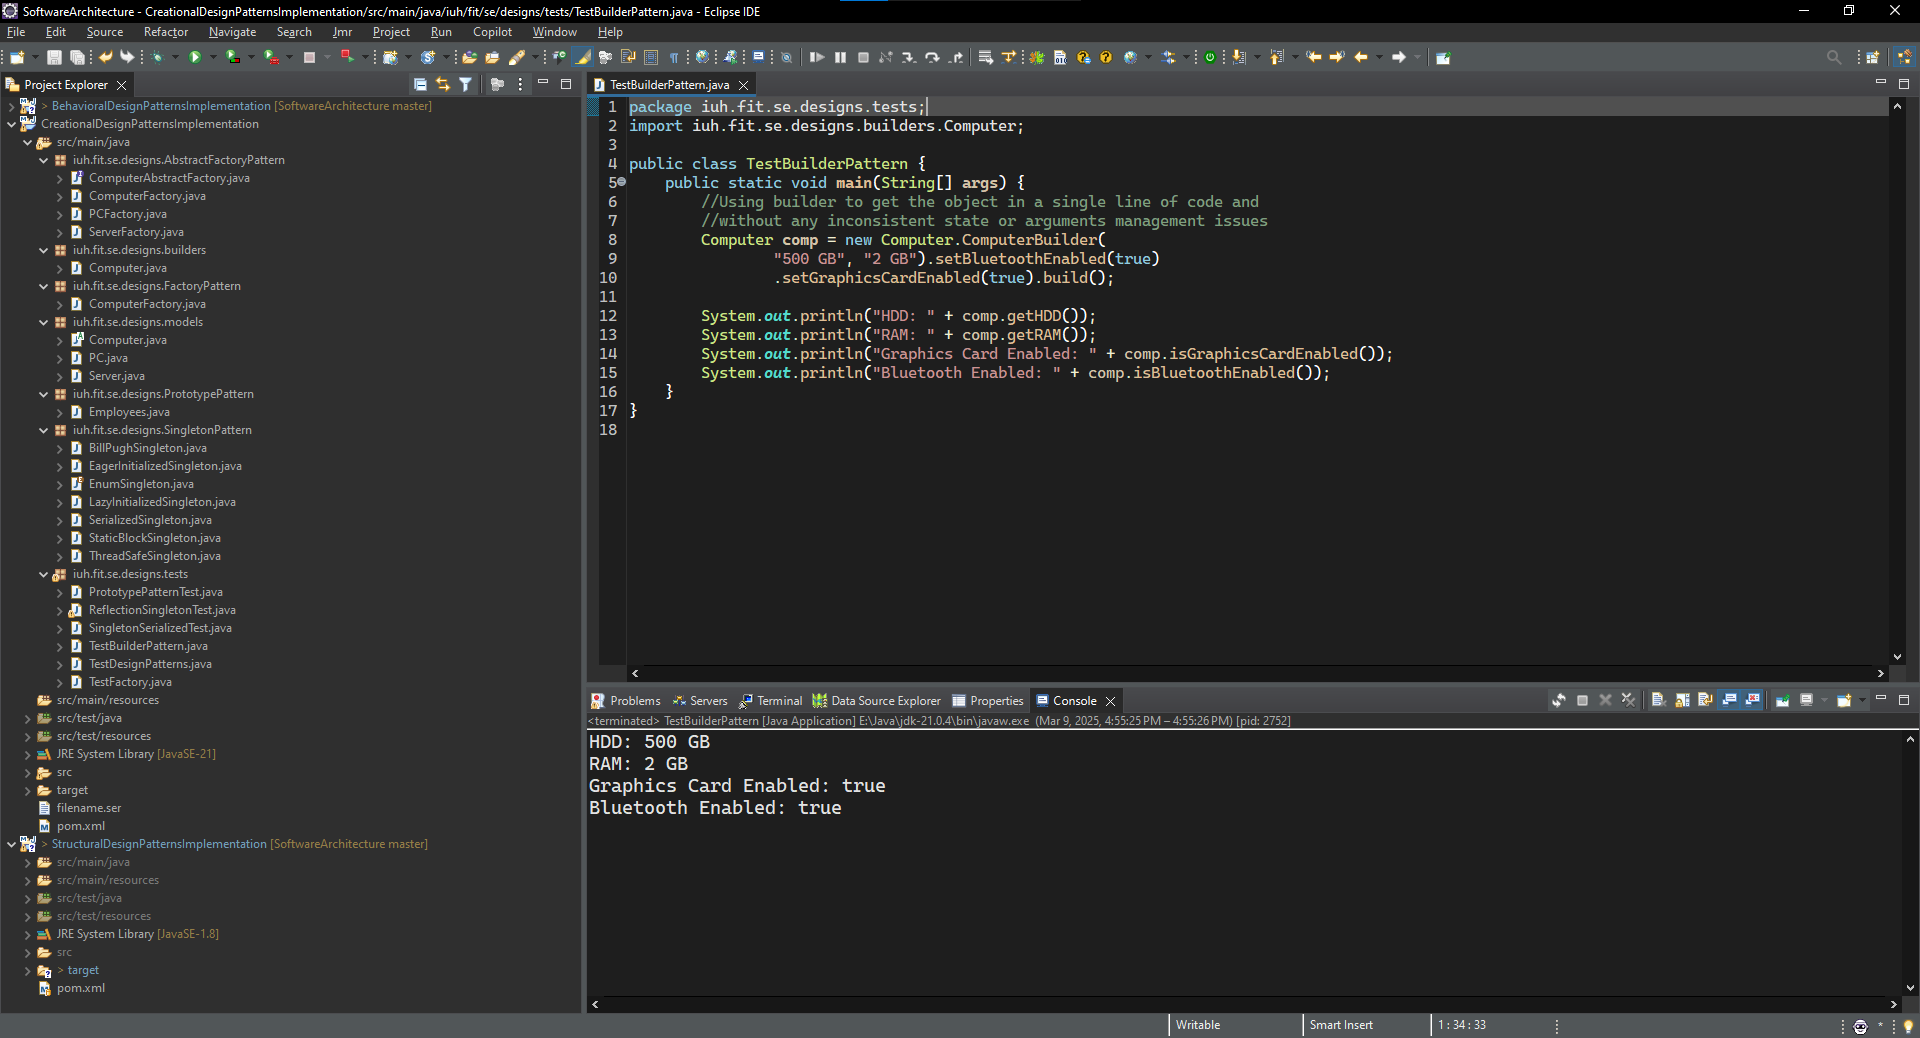 SoftwareArchitecture - CreationalDesignPatternsImplementation/src/main/java/iuh/fit/se/designs/tests/TestBuilderPattern.java - Eclipse IDE
File Edit Source Refactor Navigate Search Jmr Project Run Copilot Window Help
Project Explorer
> BehavioralDesignPatternsImplementation [SoftwareArchitecture master]
CreationalDesignPatternsImplementation
src/main/java
iuh.fit.se.designs.AbstractFactoryPattern
ComputerAbstractFactory.java
ComputerFactory.java
PCFactory.java
ServerFactory.java
iuh.fit.se.designs.builders
Computer.java
iuh.fit.se.designs.FactoryPattern
ComputerFactory.java
iuh.fit.se.designs.models
Computer.java
PC.java
Server.java
iuh.fit.se.designs.PrototypePattern
Employees.java
iuh.fit.se.designs.SingletonPattern
BillPughSingleton.java
EagerInitializedSingleton.java
EnumSingleton.java
LazyInitializedSingleton.java
SerializedSingleton.java
StaticBlockSingleton.java
ThreadSafeSingleton.java
iuh.fit.se.designs.tests
PrototypePatternTest.java
ReflectionSingletonTest.java
SingletonSerializedTest.java
TestBuilderPattern.java
TestDesignPatterns.java
TestFactory.java
src/main/resources
src/test/java
src/test/resources
JRE System Library [JavaSE-21]
src
target
filename.ser
pom.xml
> StructuralDesignPatternsImplementation [SoftwareArchitecture master]
src/main/java
src/main/resources
src/test/java
src/test/resources
JRE System Library [JavaSE-1.8]
src
> target
pom.xml
TestBuilderPattern.java
1 package iuh.fit.se.designs.tests;
2 import iuh.fit.se.designs.builders.Computer;
3
4 public class TestBuilderPattern {
5 public static void main(String[] args) {
6 //Using builder to get the object in a single line of code and
7 //without any inconsistent state or arguments management issues
8 Computer comp = new Computer.ComputerBuilder(
9 "500 GB", "2 GB").setBluetoothEnabled(true)
10 .setGraphicsCardEnabled(true).build();
11
12 System.out.println("HDD: " + comp.getHDD());
13 System.out.println("RAM: " + comp.getRAM());
14 System.out.println("Graphics Card Enabled: " + comp.isGraphicsCardEnabled());
15 System.out.println("Bluetooth Enabled: " + comp.isBluetoothEnabled());
16 }
17 }
18
Problems Servers Terminal Data Source Explorer Properties Console
<terminated> TestBuilderPattern [Java Application] E:\Java\jdk-21.0.4\bin\javaw.exe (Mar 9, 2025, 4:55:25 PM – 4:55:26 PM) [pid: 2752]
HDD: 500 GB
RAM: 2 GB
Graphics Card Enabled: true
Bluetooth Enabled: true
Writable Smart Insert 1 : 34 : 33